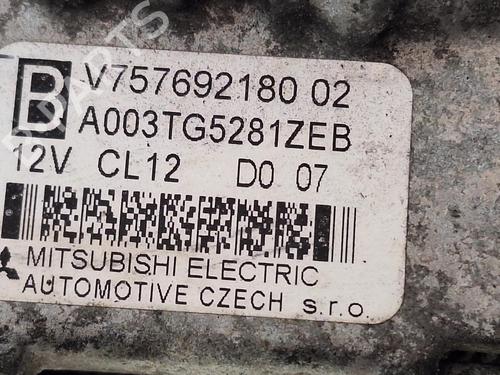 B V757692180 02
A003TG5281ZEB
12V CL12 D0 07
MITSUBISHI ELECTRIC
AUTOMOTIVE CZECH s.r.o.